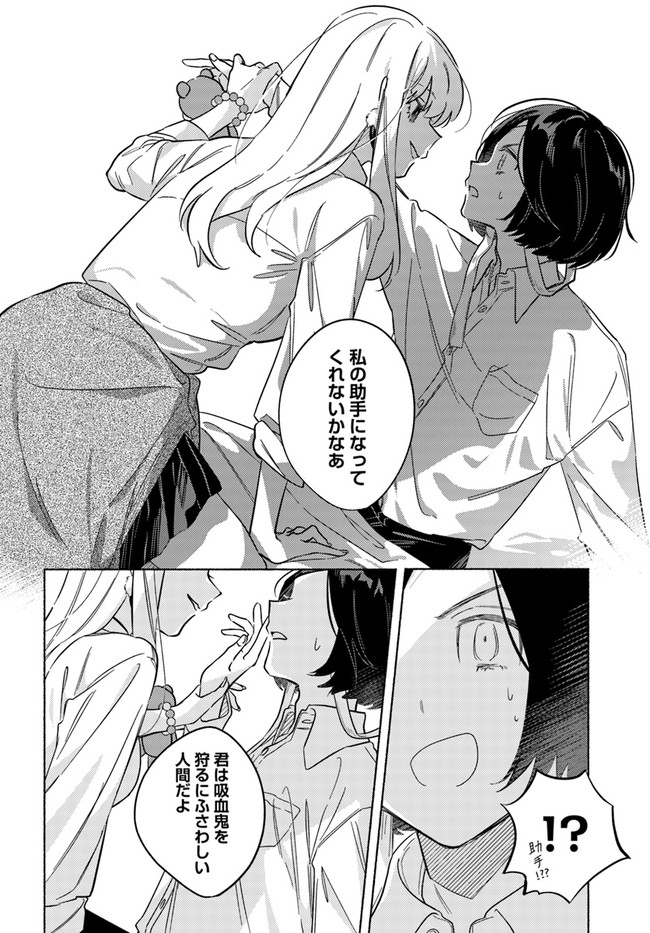 私の助手になって
くれないかなあ
!?
助手!??
君は吸血鬼を
狩るにふさわしい
人間だよ